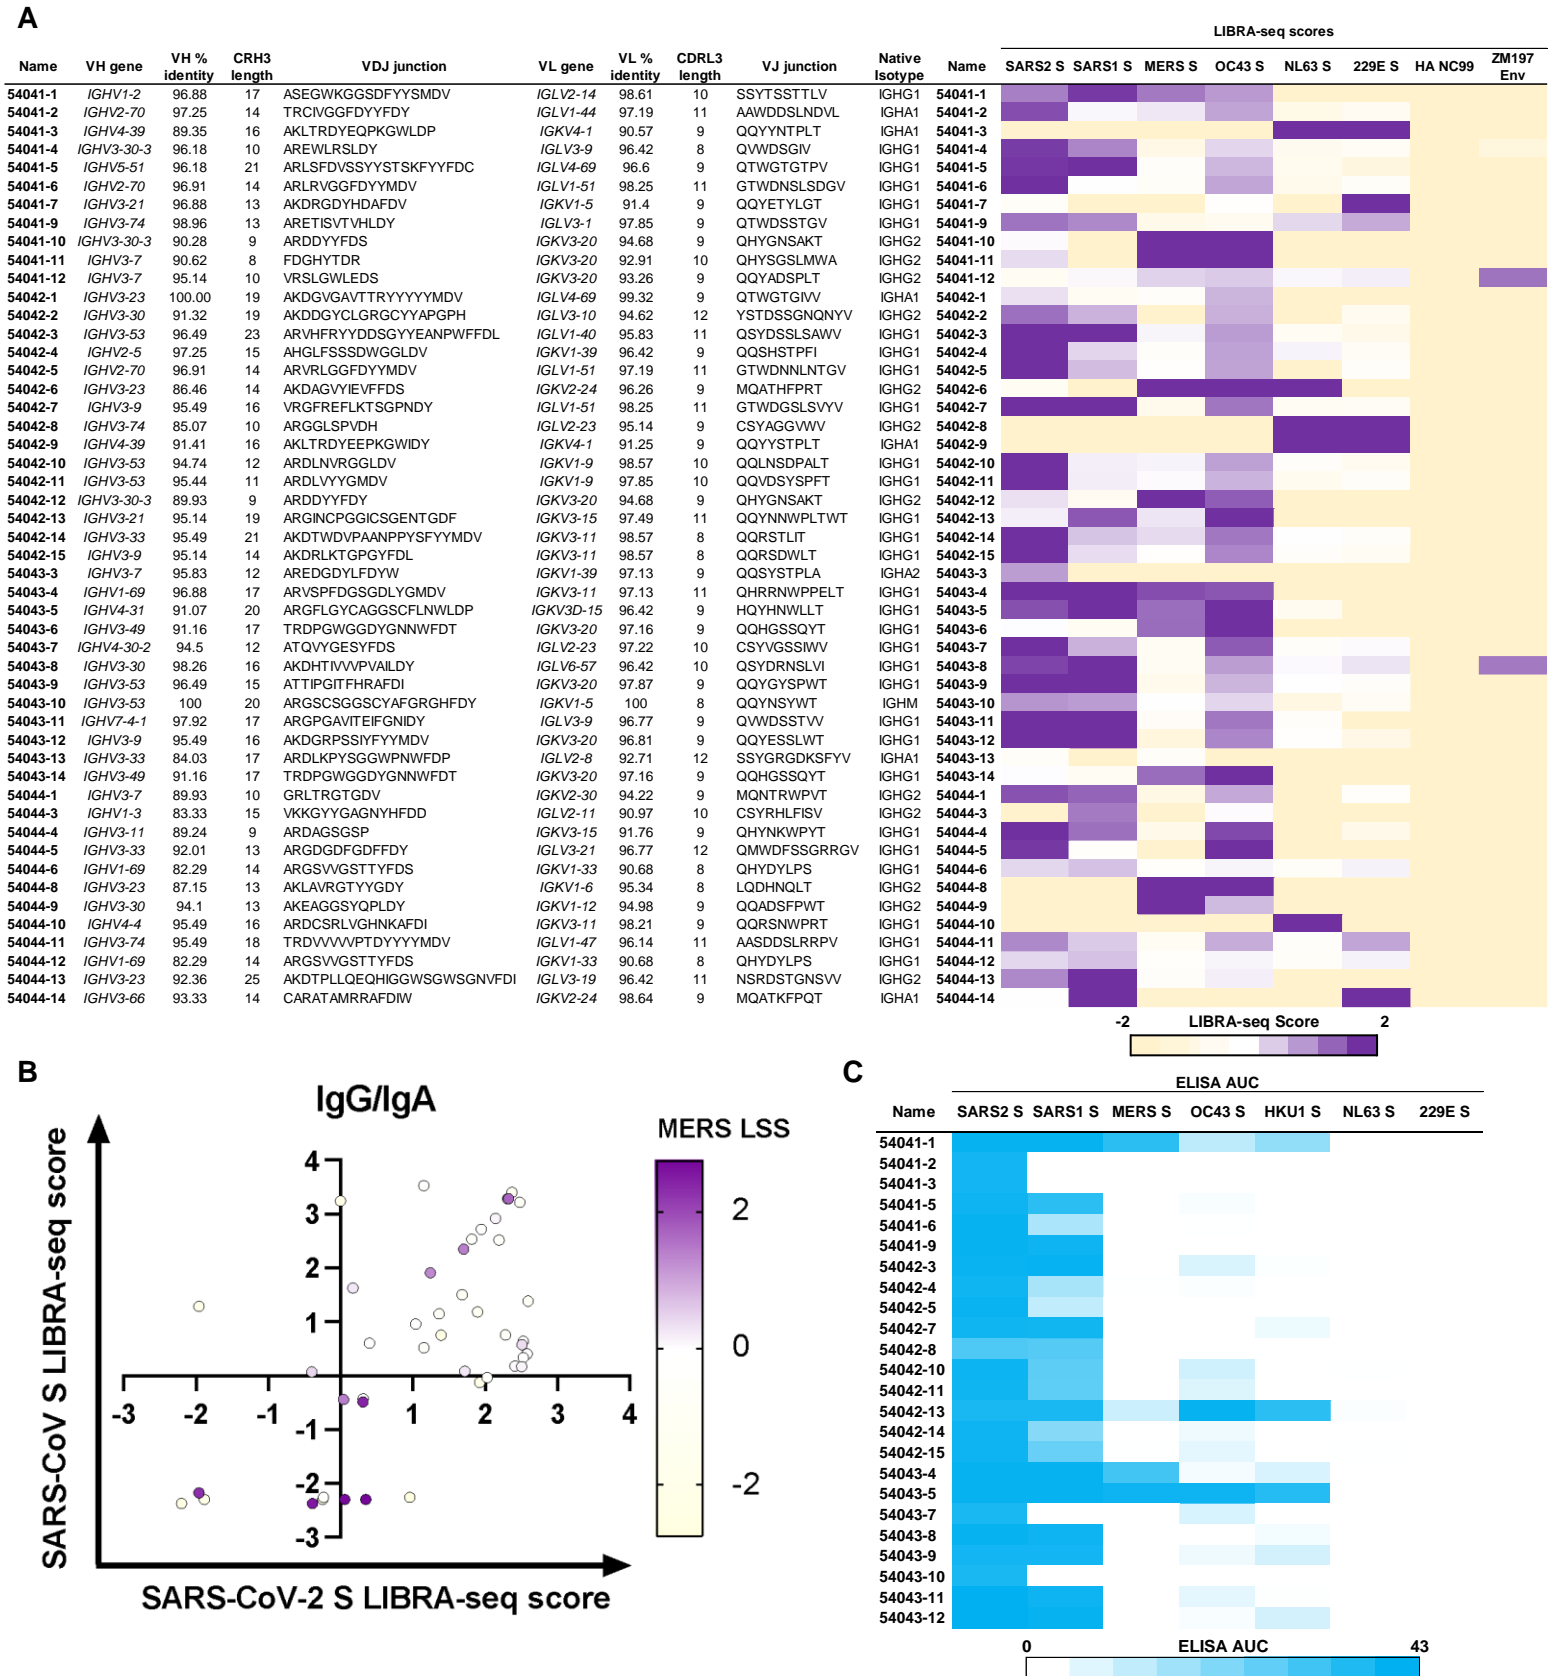 A
LIBRA-seq scores
Name VH gene VH % identity CRH3 length VDJ junction VL gene VL % identity CDRL3 length VJ junction Native Isotype Name SARS2 S SARS1 S MERS S OC43 S NL63 S 229E S HA NC99 ZM197 Env
54041-1 IGHV1-2 96.88 17 ASEGWKGGSDFYYSMDV IGLV2-14 98.61 10 SSYTSSTTLV IGHG1 54041-1
54041-2 IGHV2-70 97.25 14 TRCIVGGFDYYFDY IGLV1-44 97.19 11 AAWDDSLNDVL IGHA1 54041-2
54041-3 IGHV4-39 89.35 16 AKLTRDYEQPKGWLDP IGKV4-1 90.57 9 QQYYNTPLT IGHA1 54041-3
54041-4 IGHV3-30-3 96.18 10 AREWLRSLDY IGLV3-9 96.42 8 QVWDSGIV IGHG1 54041-4
54041-5 IGHV5-51 96.18 21 ARLSFDVSSYYSTSKFYYFDC IGLV4-69 96.6 9 QTWGTGTPV IGHG1 54041-5
54041-6 IGHV2-70 96.91 14 ARLRVGGFDYYMDV IGLV1-51 98.25 11 GTWDNSLSDGV IGHG1 54041-6
54041-7 IGHV3-21 96.88 13 AKDRGDYHDAFDV IGKV1-5 91.4 9 QQYETYLGT IGHG1 54041-7
54041-9 IGHV3-74 98.96 13 ARETISVTVHLDY IGLV3-1 97.85 9 QTWDSSTGV IGHG1 54041-9
54041-10 IGHV3-30-3 90.28 9 ARDDYYFDS IGKV3-20 94.68 9 QHYGNSAKT IGHG2 54041-10
54041-11 IGHV3-7 90.62 8 FDGHYTDR IGKV3-20 92.91 10 QHYSGSLMWA IGHG2 54041-11
54041-12 IGHV3-7 95.14 10 VRSLGWLEDS IGKV3-20 93.26 9 QQYADSPLT IGHG2 54041-12
54042-1 IGHV3-23 100.00 19 AKDGVGAVTTRYYYYYMDV IGLV4-69 99.32 9 QTWGTGIVV IGHA1 54042-1
54042-2 IGHV3-30 91.32 19 AKDDGYCLGRGCYYAPGPH IGLV3-10 94.62 12 YSTDSSGNQNYV IGHG2 54042-2
54042-3 IGHV3-53 96.49 23 ARVHFRYYDDSGYYEANPWFFDL IGLV1-40 95.83 11 QSYDSSLSAWV IGHG1 54042-3
54042-4 IGHV2-5 97.25 15 AHGLFSSSDWGGLDV IGKV1-39 96.42 9 QQSHSTPFI IGHG1 54042-4
54042-5 IGHV2-70 96.91 14 ARVRLGGFDYYMDV IGLV1-51 97.19 11 GTWDNNLNTGV IGHG1 54042-5
54042-6 IGHV3-23 86.46 14 AKDAGVYIEVFFDS IGKV2-24 96.26 9 MQATHFPRT IGHG2 54042-6
54042-7 IGHV3-9 95.49 16 VRGFREFLKTSGPNDY IGLV1-51 98.25 11 GTWDGSLSVYV IGHG1 54042-7
54042-8 IGHV3-74 85.07 10 ARGGLSPVDH IGLV2-23 95.14 9 CSYAGGVWV IGHG2 54042-8
54042-9 IGHV4-39 91.41 16 AKLTRDYEEPKGWIDY IGKV4-1 91.25 9 QQYYSTPLT IGHA1 54042-9
54042-10 IGHV3-53 94.74 12 ARDLNVRGGLDV IGKV1-9 98.57 10 QQLNSDPALT IGHG1 54042-10
54042-11 IGHV3-53 95.44 11 ARDLVYYGMDV IGKV1-9 97.85 10 QQVDSYSPFT IGHG1 54042-11
54042-12 IGHV3-30-3 89.93 9 ARDDYYFDY IGKV3-20 94.68 9 QHYGNSAKT IGHG2 54042-12
54042-13 IGHV3-21 95.14 19 ARGINCPGGICSGENTGDF IGKV3-15 97.49 11 QQYNNWPLTWT IGHG1 54042-13
54042-14 IGHV3-33 95.49 21 AKDTWDVPAANPPYSFYYMDV IGKV3-11 98.57 8 QQRSTLIT IGHG1 54042-14
54042-15 IGHV3-9 95.14 14 AKDRLKTGPGYFDL IGKV3-11 98.57 8 QQRSDWLT IGHG1 54042-15
54043-3 IGHV3-7 95.83 12 AREDGDYLFDYW IGKV1-39 97.13 9 QQSYSTPLA IGHA2 54043-3
54043-4 IGHV1-69 96.88 17 ARVSPFDGSGDLYGMDV IGKV3-11 97.13 11 QHRRNWPPELT IGHG1 54043-4
54043-5 IGHV4-31 91.07 20 ARGFLGYCAGGSCFLNWLDP IGKV3D-15 96.42 9 HQYHNWLLT IGHG1 54043-5
54043-6 IGHV3-49 91.16 17 TRDPGWGGDYGNNWFDT IGKV3-20 97.16 9 QQHGSSQYT IGHG1 54043-6
54043-7 IGHV4-30-2 94.5 12 ATQVYGESYFDS IGLV2-23 97.22 10 CSYVGSSIWV IGHG1 54043-7
54043-8 IGHV3-30 98.26 16 AKDHTIVVVPVAILDY IGLV6-57 96.42 10 QSYDRNSLVI IGHG1 54043-8
54043-9 IGHV3-53 96.49 15 ATTIPGITFHRAFDI IGKV3-20 97.87 9 QQYGYSPWT IGHG1 54043-9
54043-10 IGHV3-53 100 20 ARGSCSGGSCYAFGRGHFDY IGKV1-5 100 8 QQYNSYWT IGHM 54043-10
54043-11 IGHV7-4-1 97.92 17 ARGPGAVITEIFGNIDY IGLV3-9 96.77 9 QVWDSSTVV IGHG1 54043-11
54043-12 IGHV3-9 95.49 16 AKDGRPSSIYFYYMDV IGKV3-20 96.81 9 QQYESSLWT IGHG1 54043-12
54043-13 IGHV3-33 84.03 17 ARDLKPYSGGWPNWFDP IGLV2-8 92.71 12 SSYGRGDKSFYV IGHA1 54043-13
54043-14 IGHV3-49 91.16 17 TRDPGWGGDYGNNWFDT IGKV3-20 97.16 9 QQHGSSQYT IGHG1 54043-14
54044-1 IGHV3-7 89.93 10 GRLTRGTGDV IGKV2-30 94.22 9 MQNTRWPVT IGHG2 54044-1
54044-3 IGHV1-3 83.33 15 VKKGYYGAGNYHFDD IGLV2-11 90.97 10 CSYRHLFISV IGHG2 54044-3
54044-4 IGHV3-11 89.24 9 ARDAGSGSP IGKV3-15 91.76 9 QHYNKWPYT IGHG1 54044-4
54044-5 IGHV3-33 92.01 13 ARGDGDFGDFFDY IGLV3-21 96.77 12 QMWDFSSGRRGV IGHG1 54044-5
54044-6 IGHV1-69 82.29 14 ARGSVVGSTTYFDS IGKV1-33 90.68 8 QHYDYLPS IGHG1 54044-6
54044-8 IGHV3-23 87.15 13 AKLAVRGTYYGDY IGKV1-6 95.34 8 LQDHNQLT IGHG2 54044-8
54044-9 IGHV3-30 94.1 13 AKEAGGSYQPLDY IGKV1-12 94.98 9 QQADSFPWT IGHG2 54044-9
54044-10 IGHV4-4 95.49 16 ARDCSRLVGHNKAFDI IGKV3-11 98.21 9 QQRSNWPRT IGHG1 54044-10
54044-11 IGHV3-74 95.49 18 TRDVVVVVPTDYYYYMDV IGLV1-47 96.14 11 AASDDSLRRPV IGHG1 54044-11
54044-12 IGHV1-69 82.29 14 ARGSVVGSTTYFDS IGKV1-33 90.68 8 QHYDYLPS IGHG1 54044-12
54044-13 IGHV3-23 92.36 25 AKDTPLLQEQHIGGWSGWSGNVFDI IGLV3-19 96.42 11 NSRDSTGNSVV IGHG2 54044-13
54044-14 IGHV3-66 93.33 14 CARATAMRRAFDIW IGKV2-24 98.64 9 MQATKFPQT IGHA1 54044-14
-2 LIBRA-seq Score 2
B
IgG/IgA
MERS LSS
SARS-CoV S LIBRA-seq score
4
3
2
1
-1
-2
-3
-3 -2 -1 1 2 3 4
2
0
-2
SARS-CoV-2 S LIBRA-seq score
C
ELISA AUC
Name SARS2 S SARS1 S MERS S OC43 S HKU1 S NL63 S 229E S
54041-1
54041-2
54041-3
54041-5
54041-6
54041-9
54042-3
54042-4
54042-5
54042-7
54042-8
54042-10
54042-11
54042-13
54042-14
54042-15
54043-4
54043-5
54043-7
54043-8
54043-9
54043-10
54043-11
54043-12
0 ELISA AUC 43